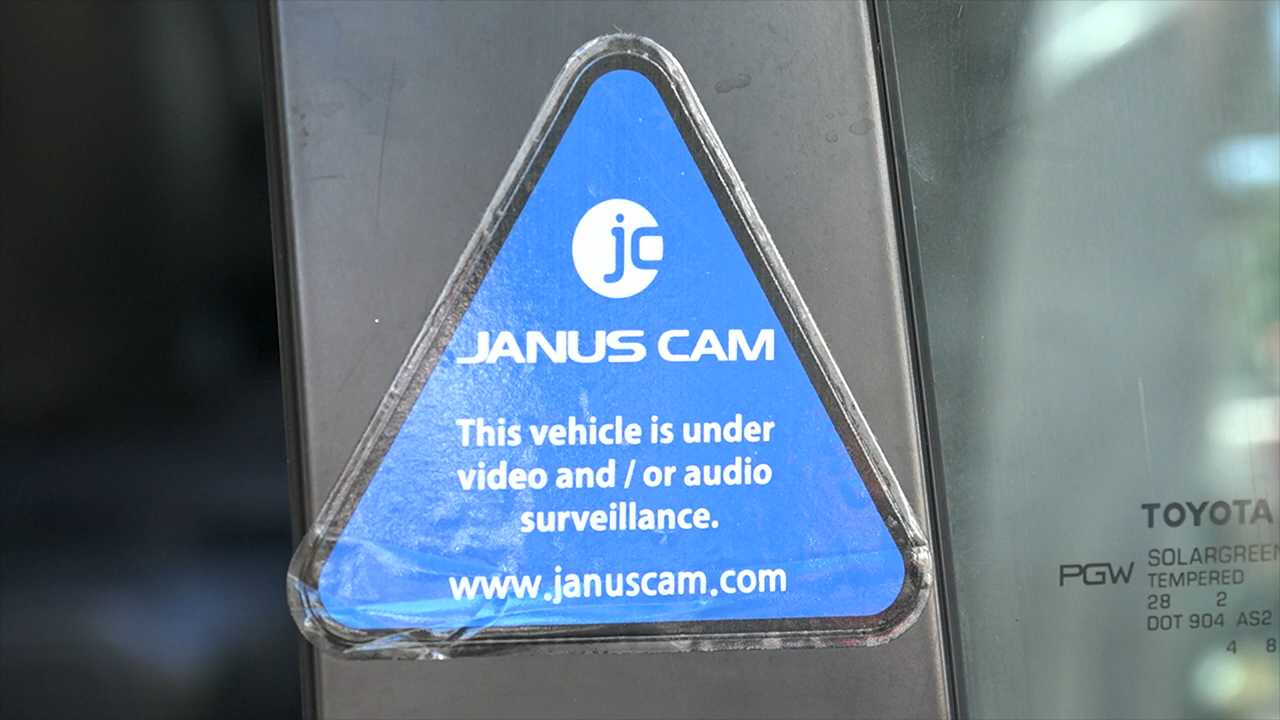 jc
JANUS CAM
This vehicle is under
video and / or audio
surveillance.
www.januscam.com
TOYOTA
PGW
SOLARGREEN
TEMPERED
28 2
DOT 904 AS2
4 8